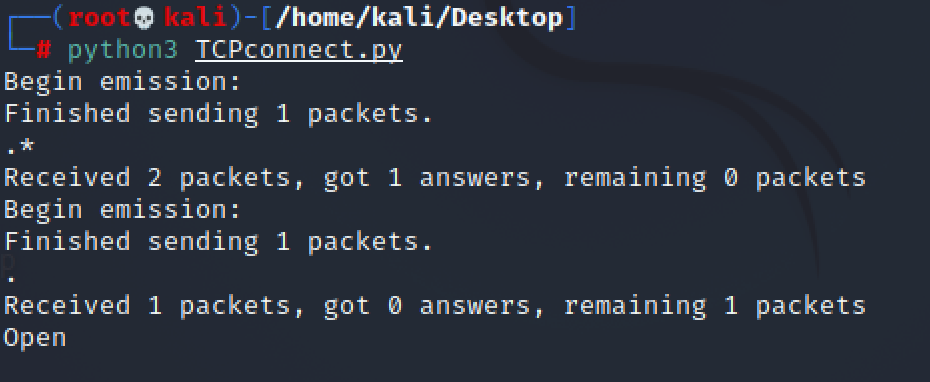 ┌──(root💀kali)-[/home/kali/Desktop]
└─# python3 TCPconnect.py
Begin emission:
Finished sending 1 packets.
.*
Received 2 packets, got 1 answers, remaining 0 packets
Begin emission:
Finished sending 1 packets.
.
Received 1 packets, got 0 answers, remaining 1 packets
Open